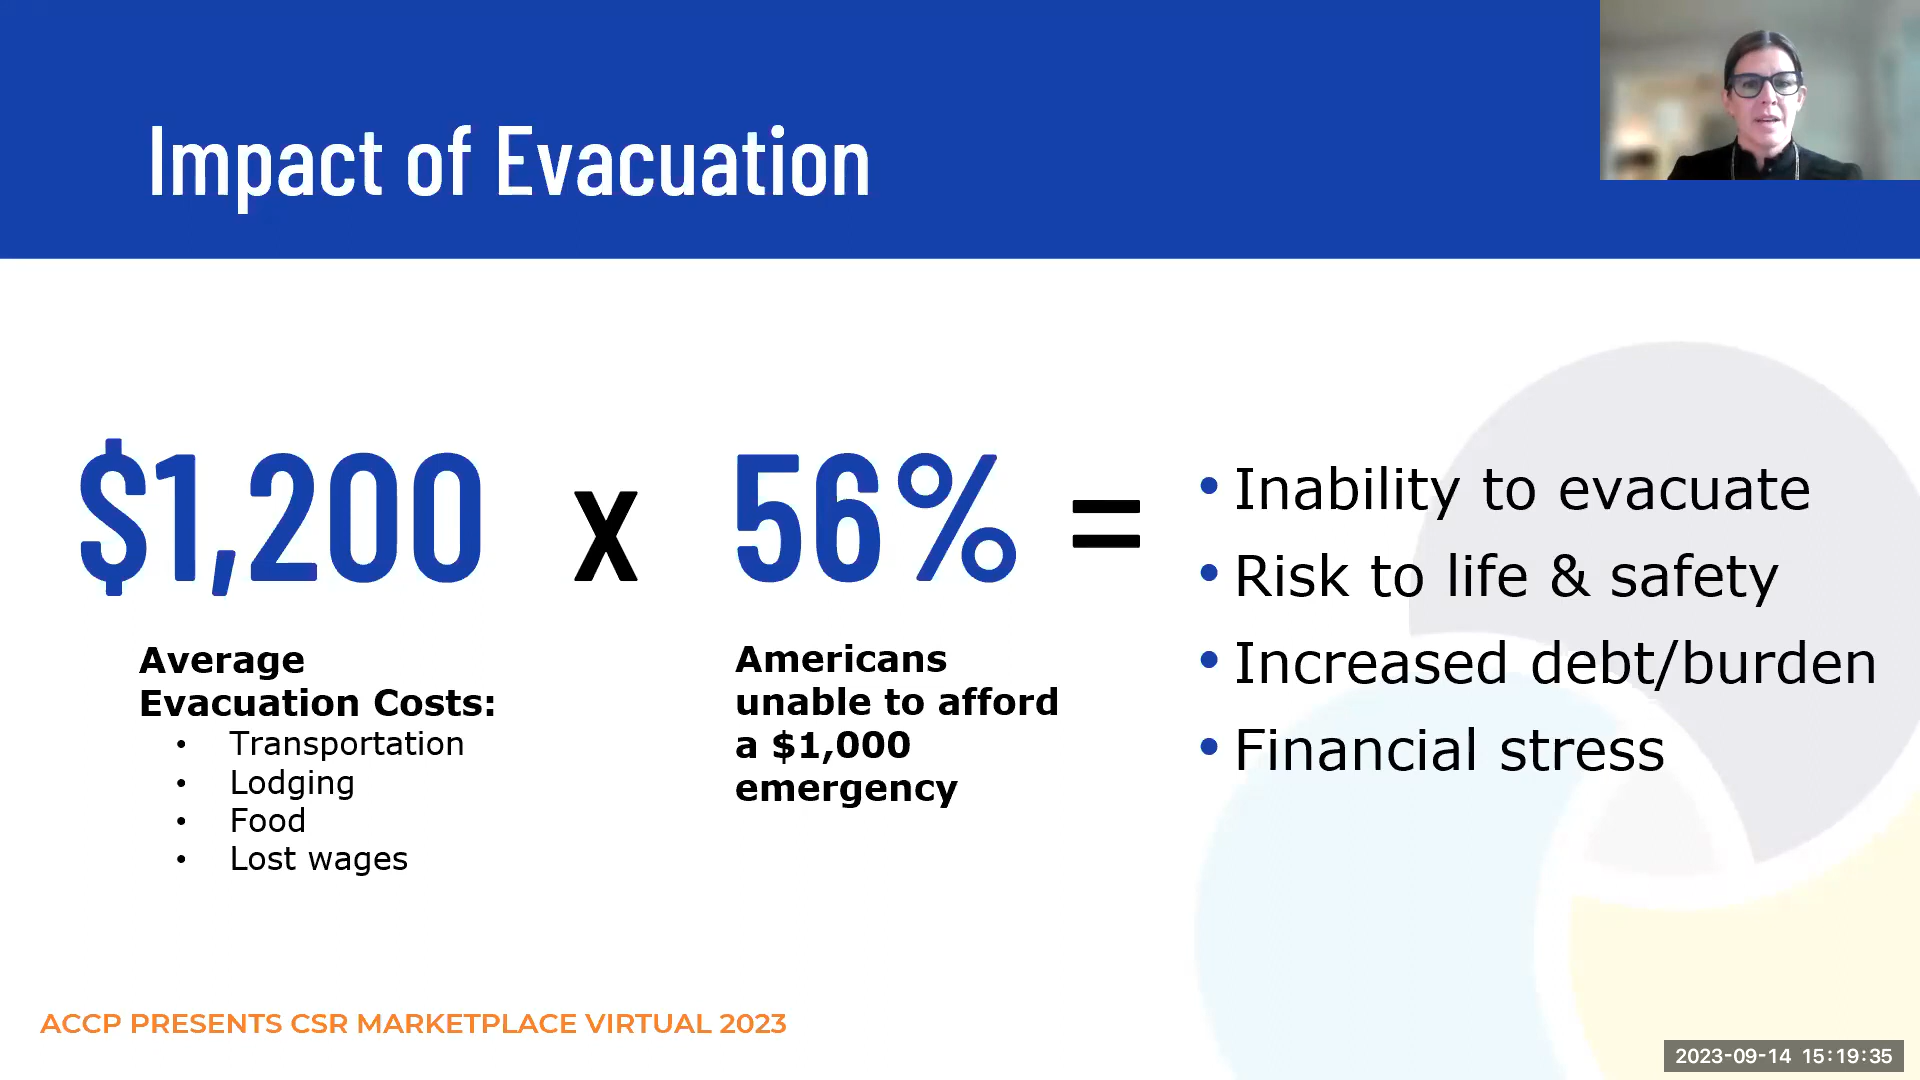 Impact of Evacuation
$1,200 x 56% =
Average
Evacuation Costs:
• Transportation
• Lodging
• Food
• Lost wages
Americans
unable to afford
a $1,000
emergency
• Inability to evacuate
• Risk to life & safety
• Increased debt/burden
• Financial stress
ACCP PRESENTS CSR MARKETPLACE VIRTUAL 2023
2023-09-14 15:19:35